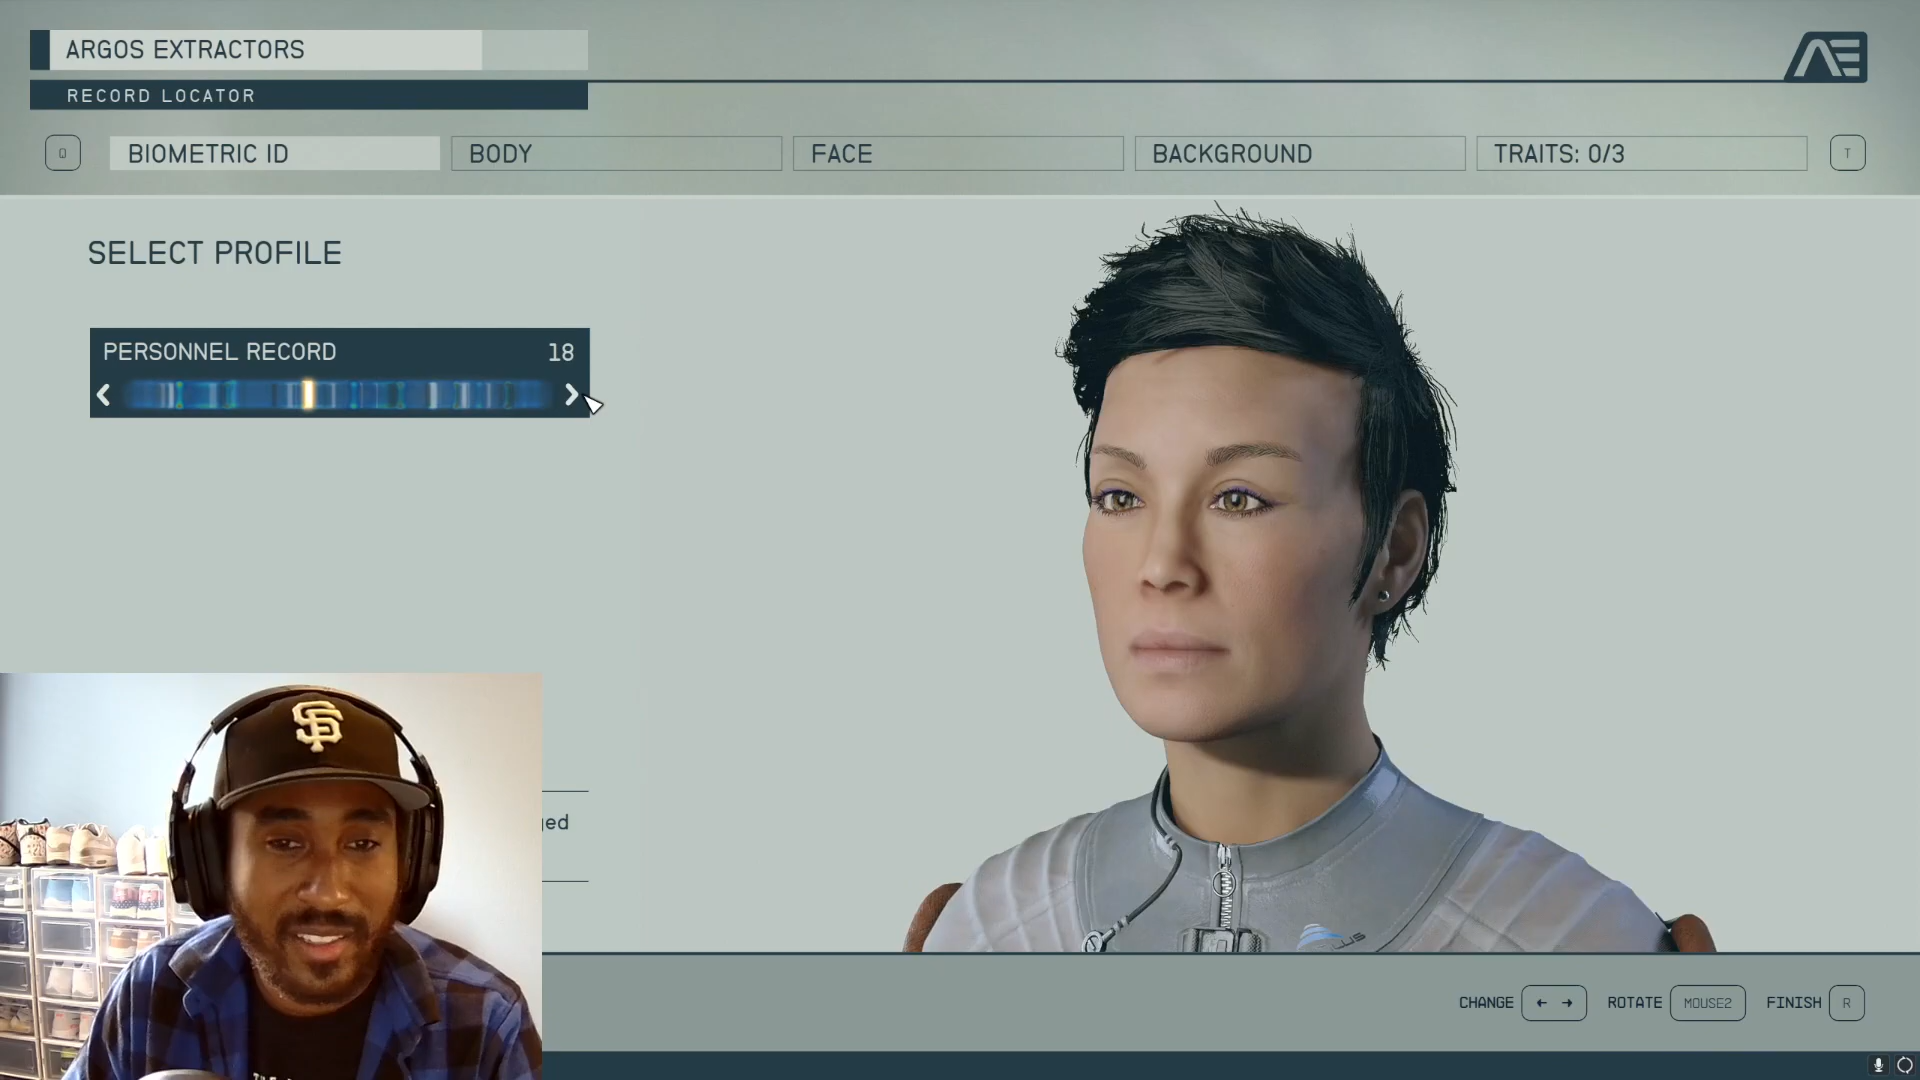 ARGOS EXTRACTORS
RECORD LOCATOR
Q BIOMETRIC ID BODY FACE BACKGROUND TRAITS: 0/3 T
SELECT PROFILE
PERSONNEL RECORD 18
SF
CHANGE ROTATE MOUSE2 FINISH R